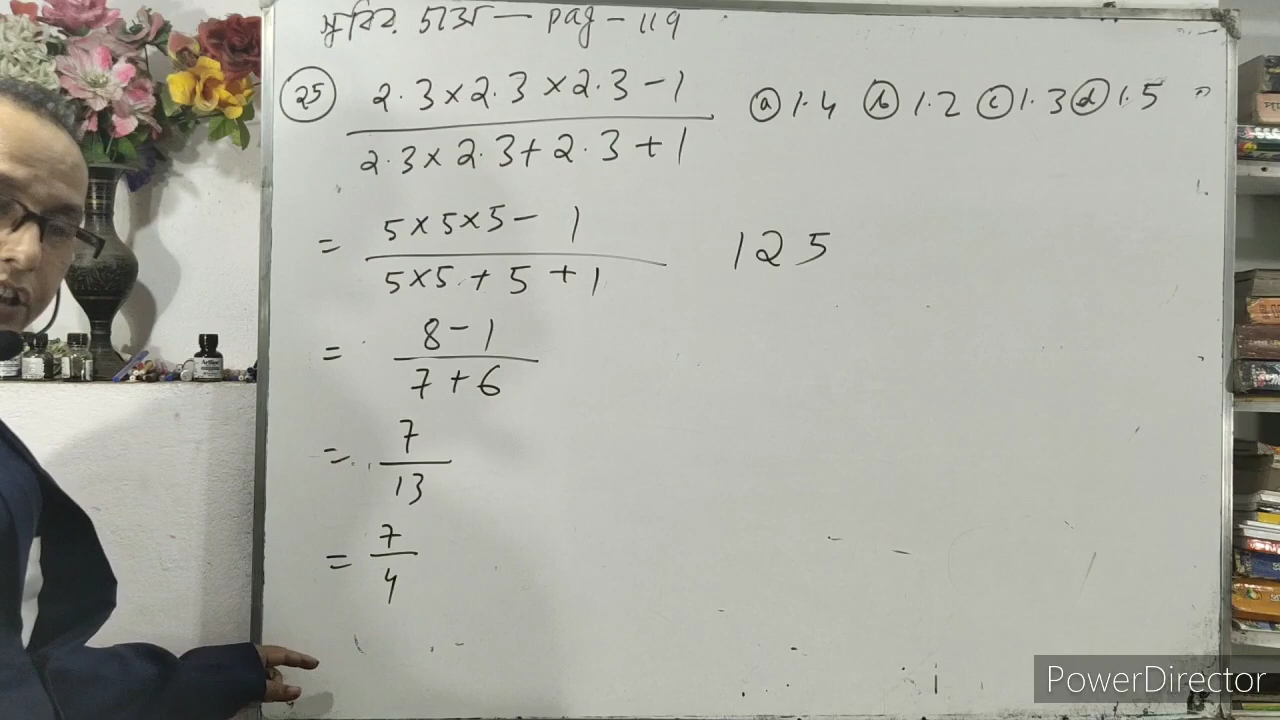 5735 - pag - 119
25 2.3×2.3×2.3-1 / 2.3×2.3+2.3+1 a 1.4 b 1.2 c 1.3 d 1.5
= 5×5×5-1 / 5×5+5+1 125
= 8-1 / 7+6
= 7 / 13
= 7 / 4
PowerDirector